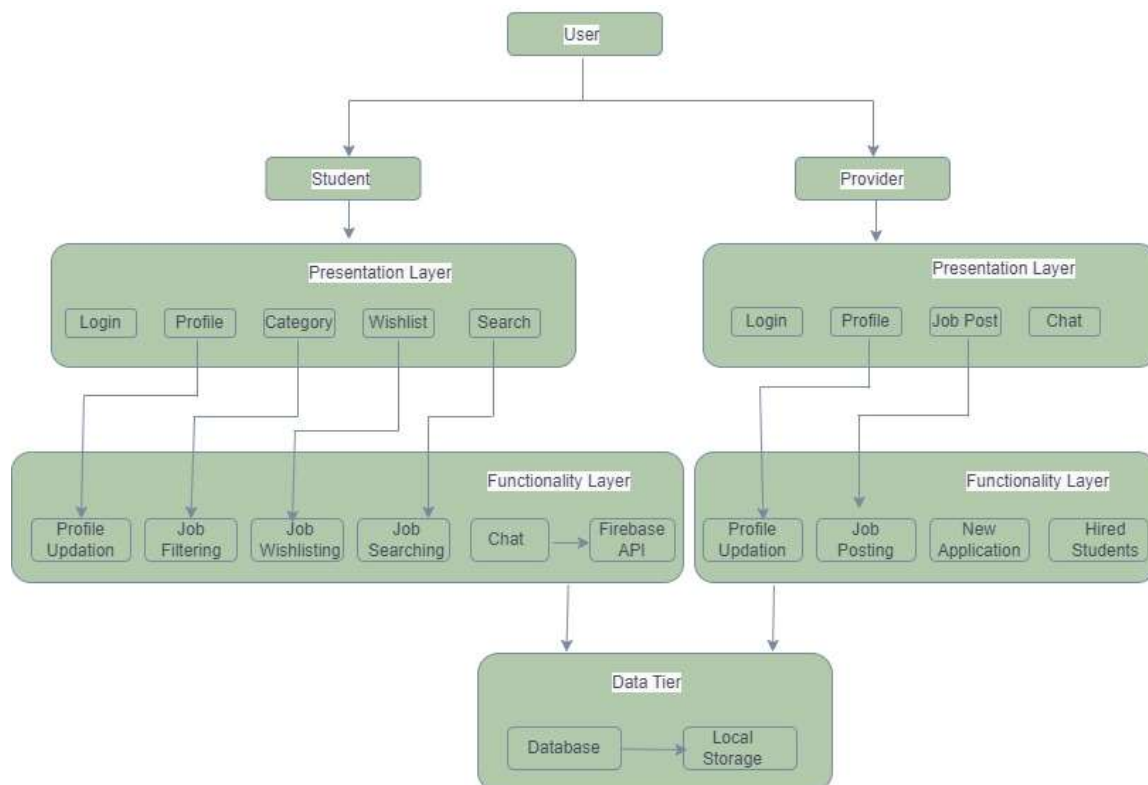 User
Student
Provider
Presentation Layer
Login
Profile
Category
Wishlist
Search
Presentation Layer
Login
Profile
Job Post
Chat
Functionality Layer
Profile
Updation
Job
Filtering
Job
Wishlisting
Job
Searching
Chat
Firebase
API
Functionality Layer
Profile
Updation
Job
Posting
New
Application
Hired
Students
Data Tier
Database
Local
Storage